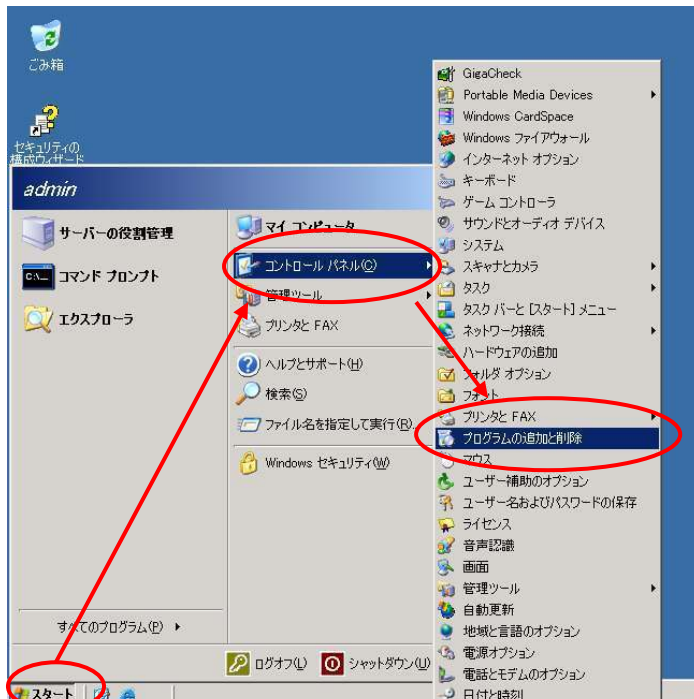 ごみ箱
セキュリティの
構成ウィザード
admin
サーバーの役割管理
コマンド プロンプト
エクスプローラ
すべてのプログラム(P)
マイ コンピュータ
コントロール パネル(C)
管理ツール
プリンタと FAX
ヘルプとサポート(H)
検索(S)
ファイル名を指定して実行(R)...
Windows セキュリティ(W)
ログオフ(L)
シャットダウン(U)
スタート
GigaCheck
Portable Media Devices
Windows CardSpace
Windows ファイアウォール
インターネット オプション
キーボード
ゲーム コントローラ
サウンドとオーディオ デバイス
システム
スキャナとカメラ
タスク
タスク バーと [スタート] メニュー
ネットワーク接続
ハードウェアの追加
フォルダ オプション
フォント
プリンタと FAX
プログラムの追加と削除
マウス
ユーザー補助のオプション
ユーザー名およびパスワードの保存
ライセンス
音声認識
画面
管理ツール
自動更新
地域と言語のオプション
電源オプション
電話とモデムのオプション
日付と時刻